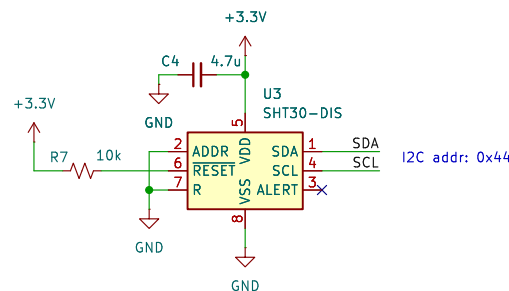 +3.3V
C4
4.7u
GND
U3
SHT30-DIS
+3.3V
R7
10k
GND
5
VDD
2
ADDR
6
RESET
7
R
SDA
1
SDA
SCL
4
SCL
ALERT
3
VSS
8
GND
I2C addr: 0x44